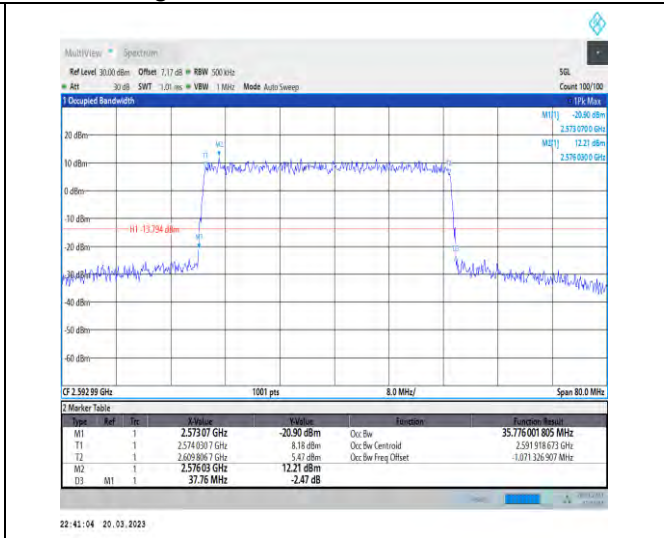 MultiView Spectrum
Ref Level 30.00 dBm Offset 7.17 dB RBW 500 kHz SGL
Att 30 dB SWT 1.01 ms VBW 1 MHz Mode Auto Sweep Count 100/100
1 Occupied Bandwidth 1Pk Max
M1[1] -20.90 dBm
2.573 070 0 GHz
M2[1] 12.21 dBm
2.576 030 0 GHz
20 dBm
M2
T1
T2
10 dBm
0 dBm
-10 dBm
H1 -13.794 dBm
M1
-30 dBm
-40 dBm
-50 dBm
-60 dBm
CF 2.592 99 GHz 1001 pts 8.0 MHz/ Span 80.0 MHz
2 Marker Table
Type Ref Trc X-Value Y-Value Function Function Result
M1 1 2.573 07 GHz -20.90 dBm Occ Bw 35.776 001 805 MHz
T1 1 2.574 030 7 GHz 8.18 dBm Occ Bw Centroid 2.591 918 673 GHz
T2 1 2.609 806 7 GHz 5.47 dBm Occ Bw Freq Offset -1.071 326 907 MHz
M2 1 2.576 03 GHz 12.21 dBm
D3 M1 1 37.76 MHz -2.47 dB
22:41:04 20.03.2023